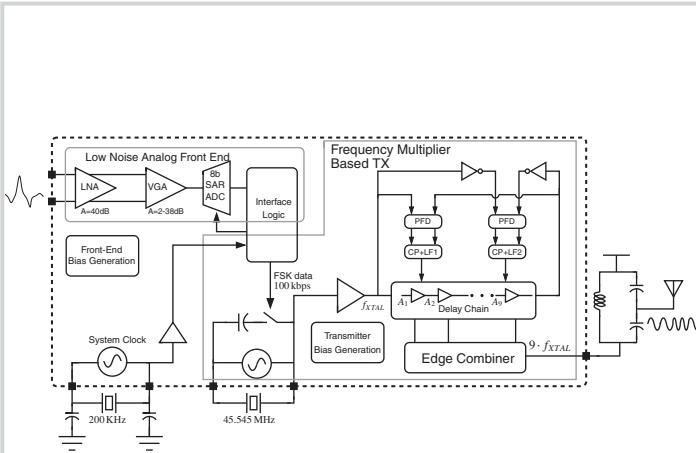 Low Noise Analog Front End
Frequency Multiplier
Based TX
LNA
VGA
8b
SAR
ADC
Interface
Logic
A=40dB
A=2-38dB
PFD
PFD
CP+LF1
CP+LF2
Front-End
Bias Generation
FSK data
100 kbps
f_XTAL
A₁
A₂
A₉
Delay Chain
System Clock
Transmitter
Bias Generation
Edge Combiner
9 · f_XTAL
200 KHz
45.545 MHz